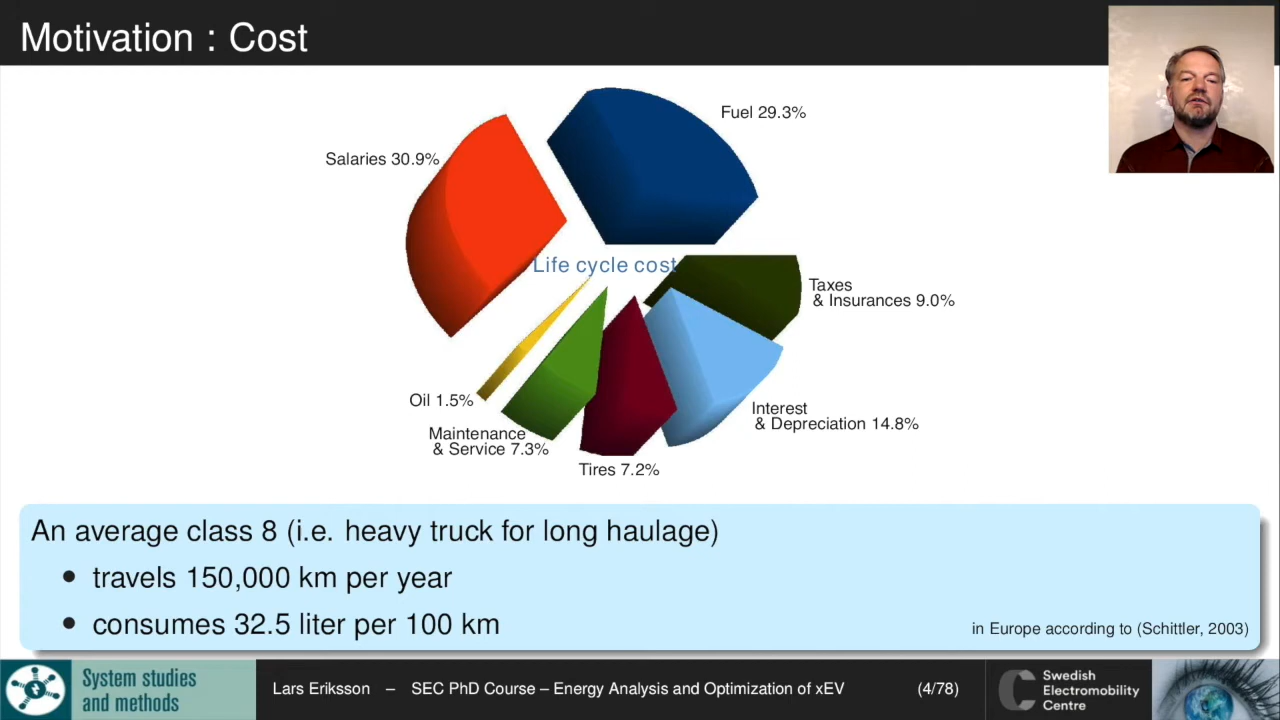 Motivation : Cost
Fuel 29.3%
Salaries 30.9%
Life cycle cost
Taxes
& Insurances 9.0%
Oil 1.5%
Interest
& Depreciation 14.8%
Maintenance
& Service 7.3%
Tires 7.2%
An average class 8 (i.e. heavy truck for long haulage)
• travels 150,000 km per year
• consumes 32.5 liter per 100 km
in Europe according to (Schittler, 2003)
System studies
and methods
Lars Eriksson – SEC PhD Course – Energy Analysis and Optimization of xEV (4/78)
Swedish
Electromobility
Centre